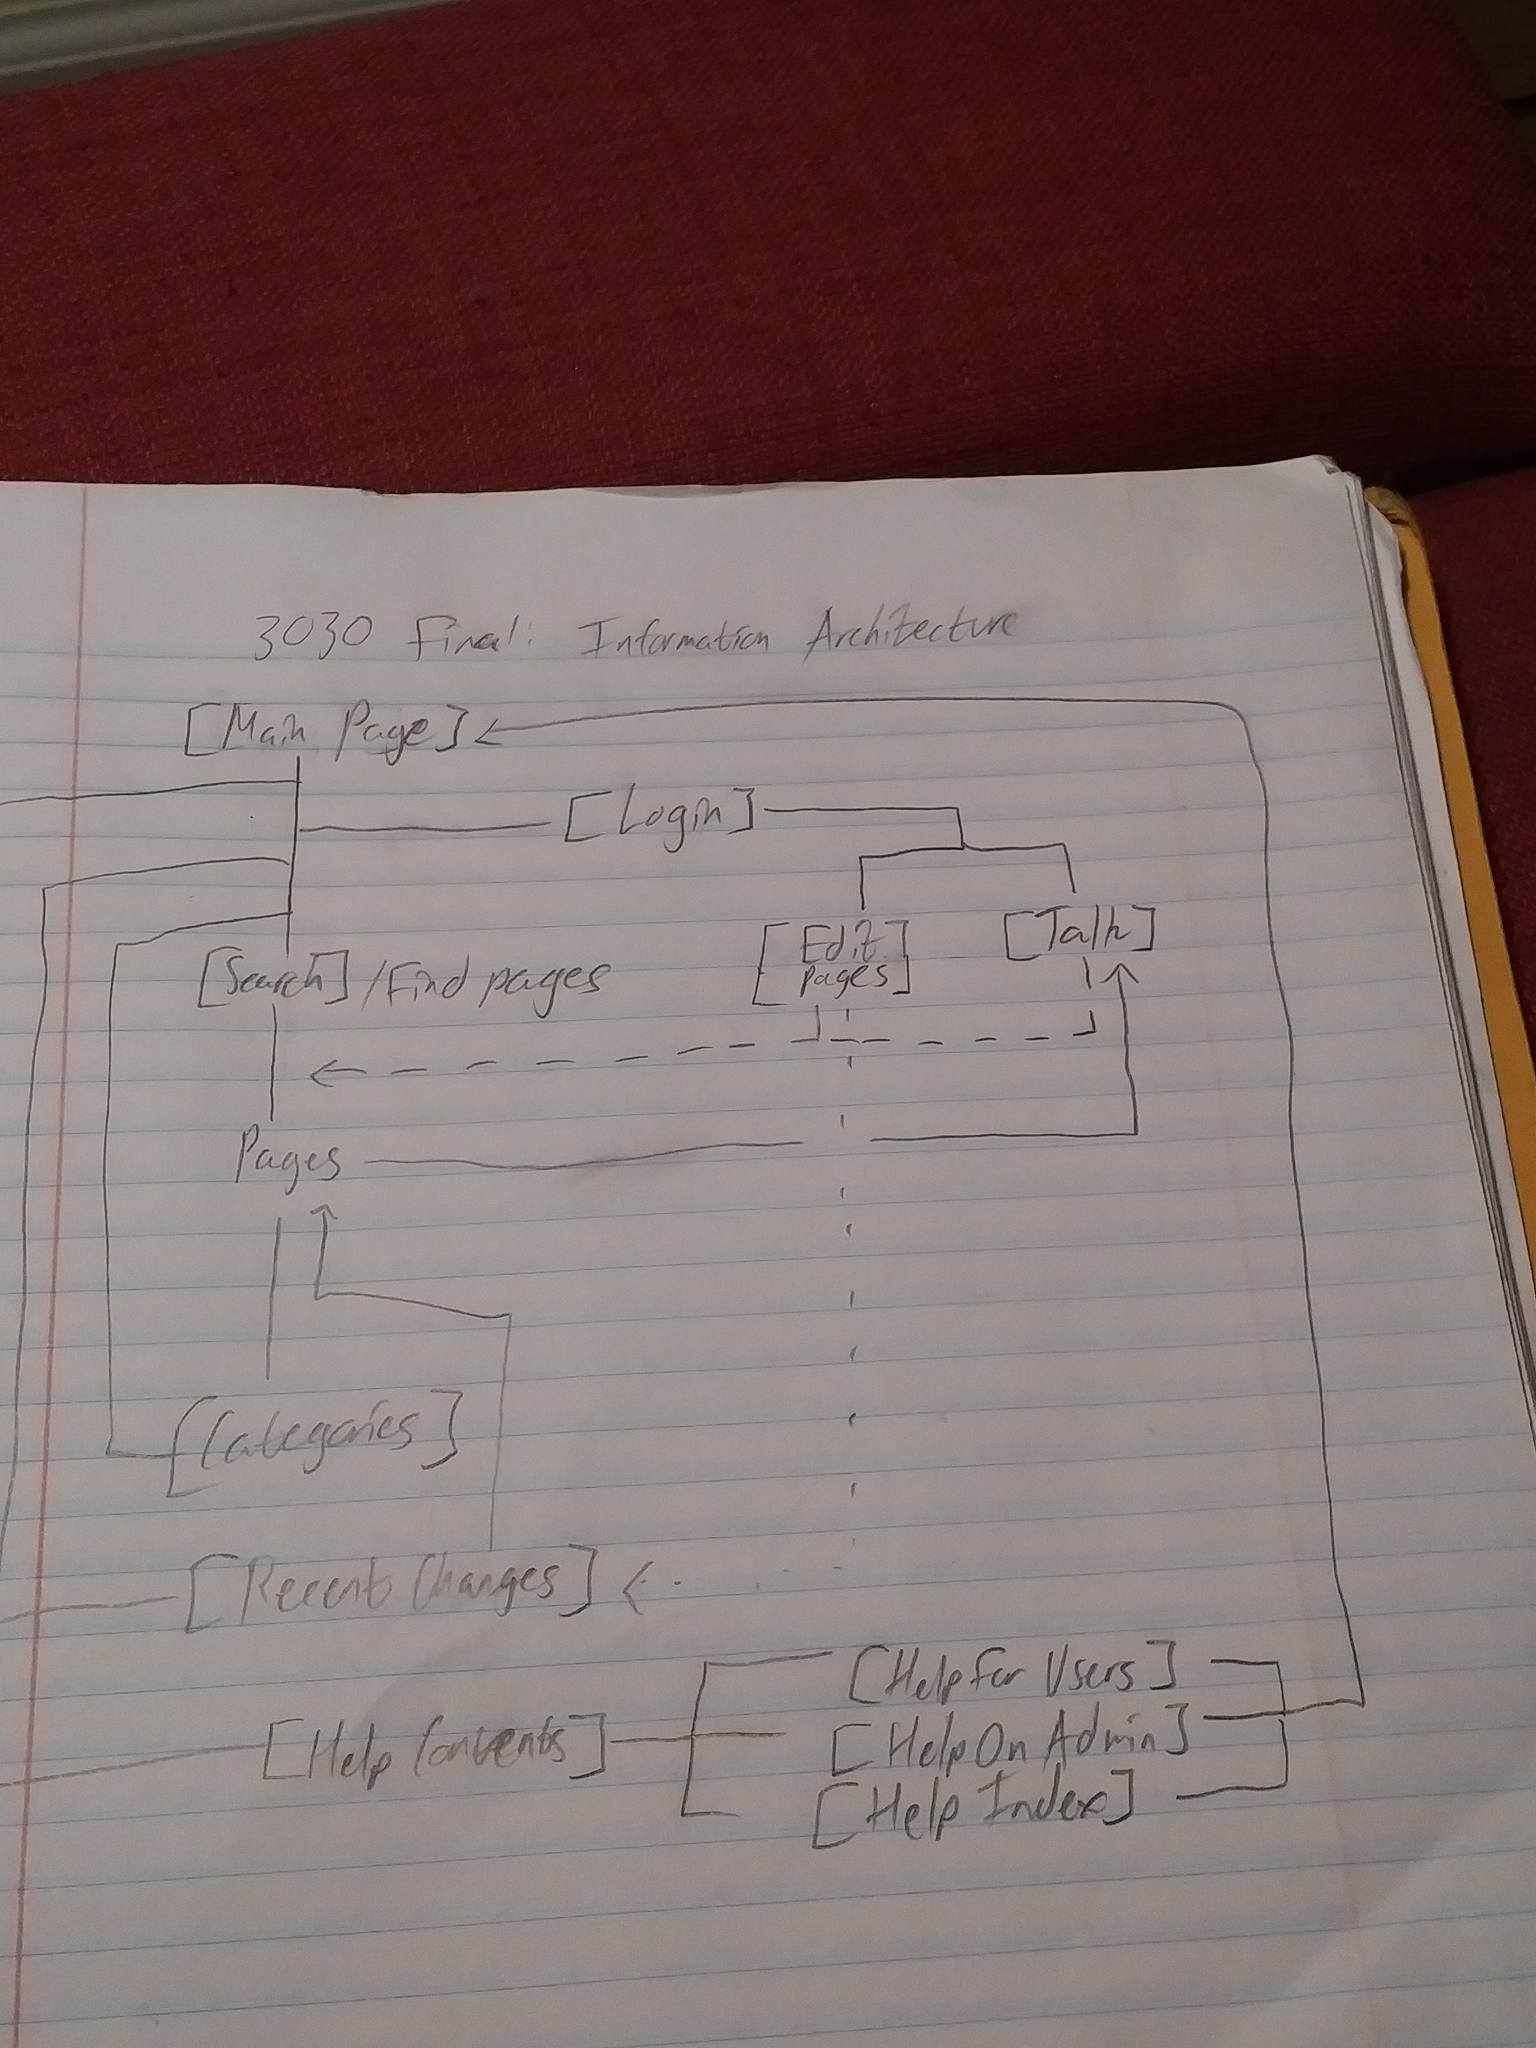 3030 Final: Information Architecture
[Main Page]
[Login]
[Edit
Pages]
[Talk]
[Search]/Find pages
Pages
[Categories]
[Recent Changes]
[Help Contents]
[Help For Users]
[Help On Admin]
[Help Index]